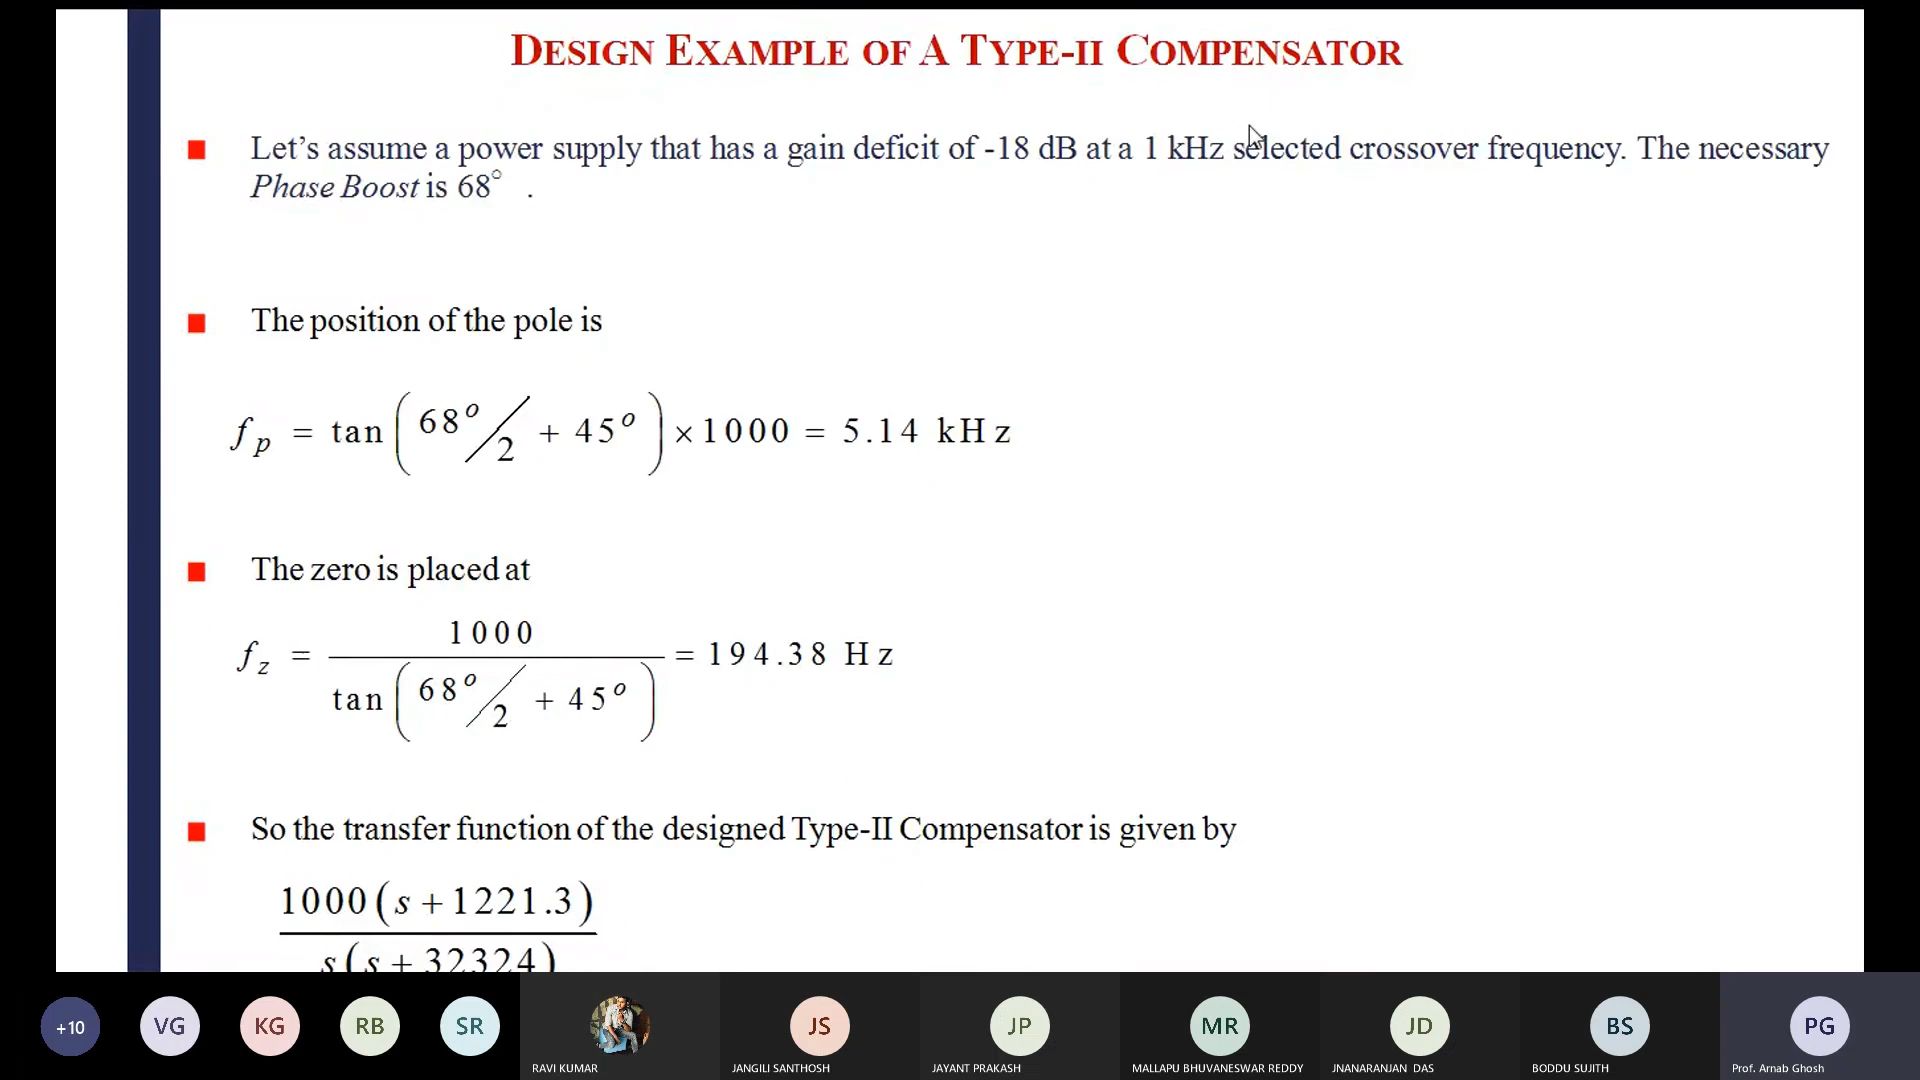 DESIGN EXAMPLE OF A TYPE-II COMPENSATOR
Let's assume a power supply that has a gain deficit of -18 dB at a 1 kHz selected crossover frequency. The necessary
Phase Boost is 68° .
The position of the pole is
f_p = tan(68°/2 + 45°) × 1000 = 5.14 kHz
The zero is placed at
f_z = 1000 / tan(68°/2 + 45°) = 194.38 Hz
So the transfer function of the designed Type-II Compensator is given by
1000(s + 1221.3)
s(s + 32324)
+10 VG KG RB SR JS JP MR JD BS PG
RAVI KUMAR JANGILI SANTHOSH JAYANT PRAKASH MALLAPU BHUVANESWAR REDDY JNANARANJAN DAS BODDU SUJITH Prof. Arnab Ghosh